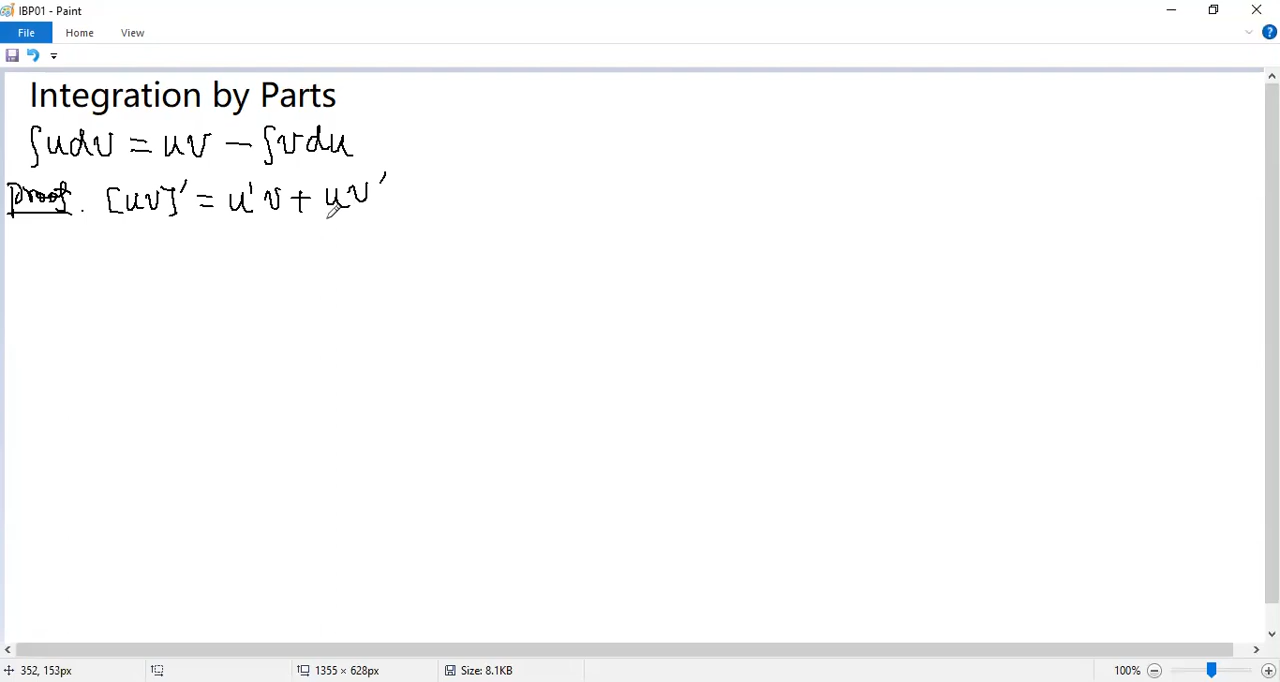 IBP01 - Paint
File Home View
Integration by Parts
∫udv = uv − ∫vdu
Proof. [uv]' = u'v + uv'
352, 153px 1355 × 628px Size: 8.1KB 100%